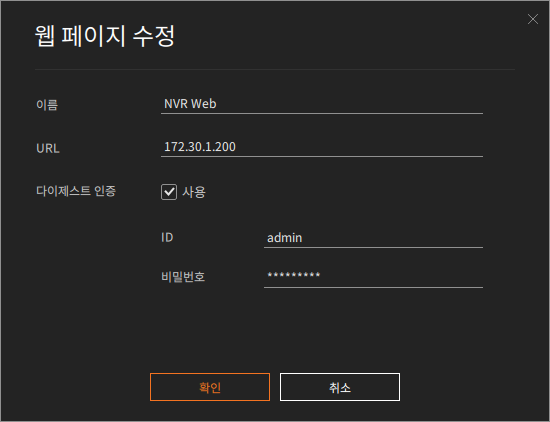 웹 페이지 수정
이름 NVR Web
URL 172.30.1.200
다이제스트 인증 사용
ID admin
비밀번호 *********
확인 취소